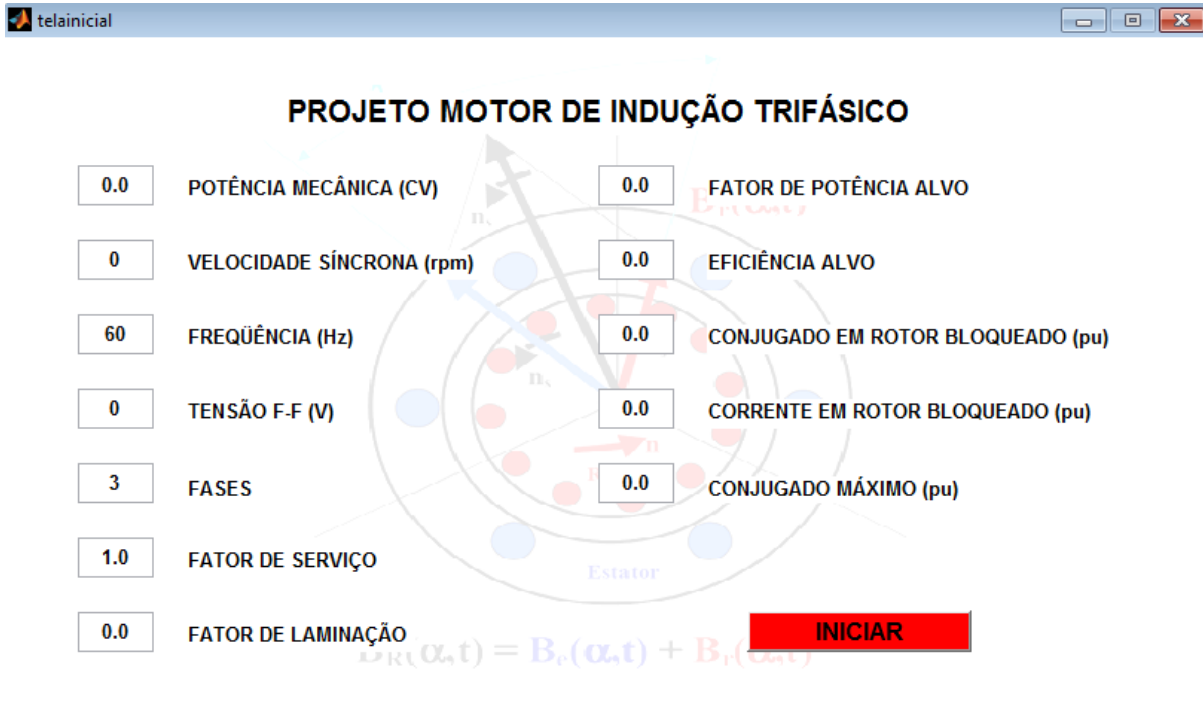 telainicial
PROJETO MOTOR DE INDUÇÃO TRIFÁSICO
0.0 POTÊNCIA MECÂNICA (CV)
0 VELOCIDADE SÍNCRONA (rpm)
60 FREQÜÊNCIA (Hz)
0 TENSÃO F-F (V)
3 FASES
1.0 FATOR DE SERVIÇO
0.0 FATOR DE LAMINAÇÃO
0.0 FATOR DE POTÊNCIA ALVO
0.0 EFICIÊNCIA ALVO
0.0 CONJUGADO EM ROTOR BLOQUEADO (pu)
0.0 CORRENTE EM ROTOR BLOQUEADO (pu)
0.0 CONJUGADO MÁXIMO (pu)
INICIAR
Estator
(α,t) = Be(α,t) + Br(α,t)